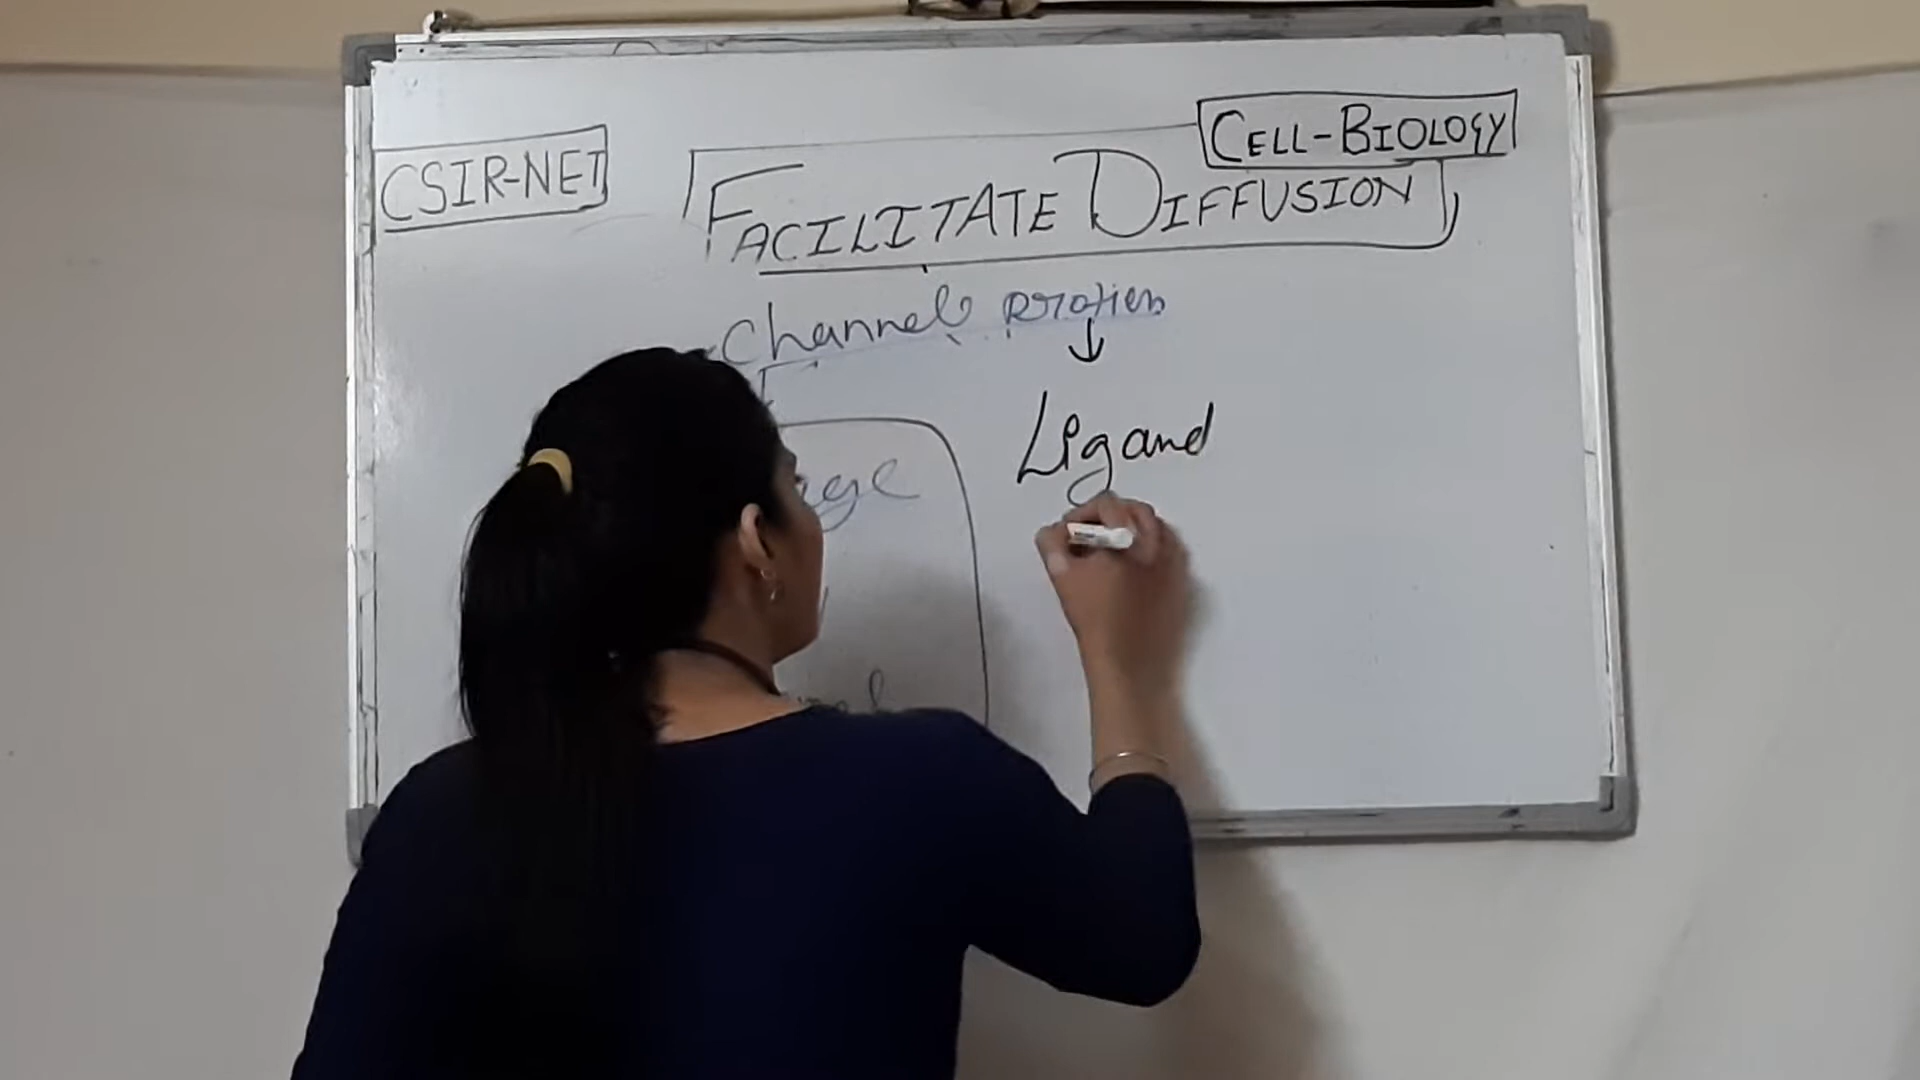 CSIR-NET
CELL-BIOLOGY
FACILITATE DIFFUSION
Channel protien
Ligand